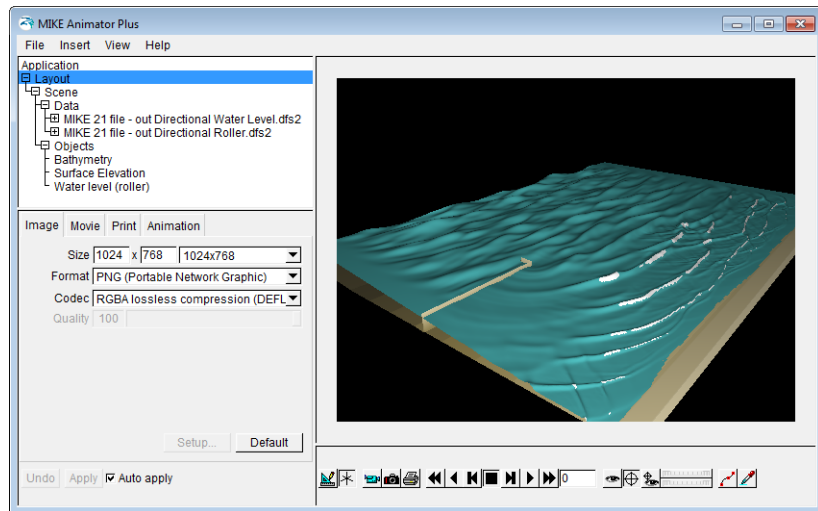 MIKE Animator Plus
File Insert View Help
Application
Layout
Scene
Data
MIKE 21 file - out Directional Water Level.dfs2
MIKE 21 file - out Directional Roller.dfs2
Objects
Bathymetry
Surface Elevation
Water level (roller)
Image Movie Print Animation
Size 1024 x 768 1024x768
Format PNG (Portable Network Graphic)
Codec RGBA lossless compression (DEFL
Quality 100
Setup... Default
Undo Apply Auto apply
0